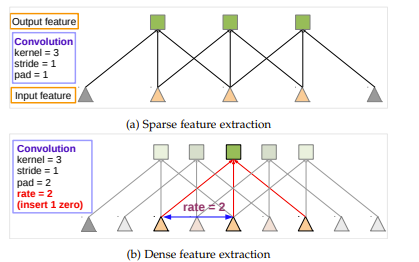 Output feature
Convolution
kernel = 3
stride = 1
pad = 1
Input feature
(a) Sparse feature extraction
Convolution
kernel = 3
stride = 1
pad = 2
rate = 2
(insert 1 zero)
rate = 2
(b) Dense feature extraction